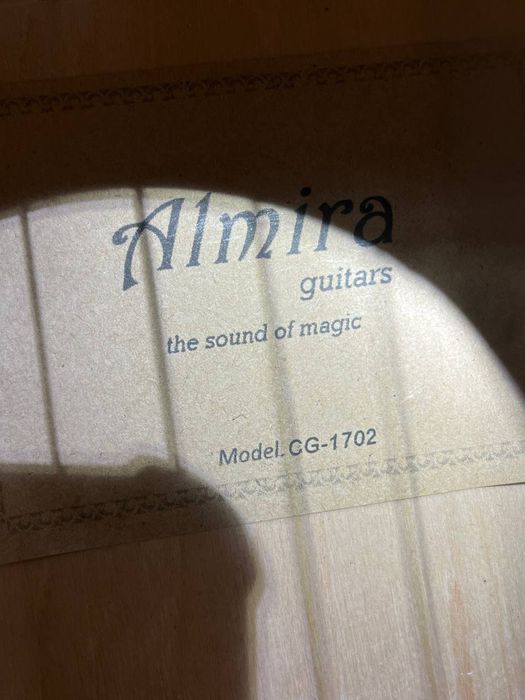 Almira
guitars
the sound of magic
Model. CG-1702